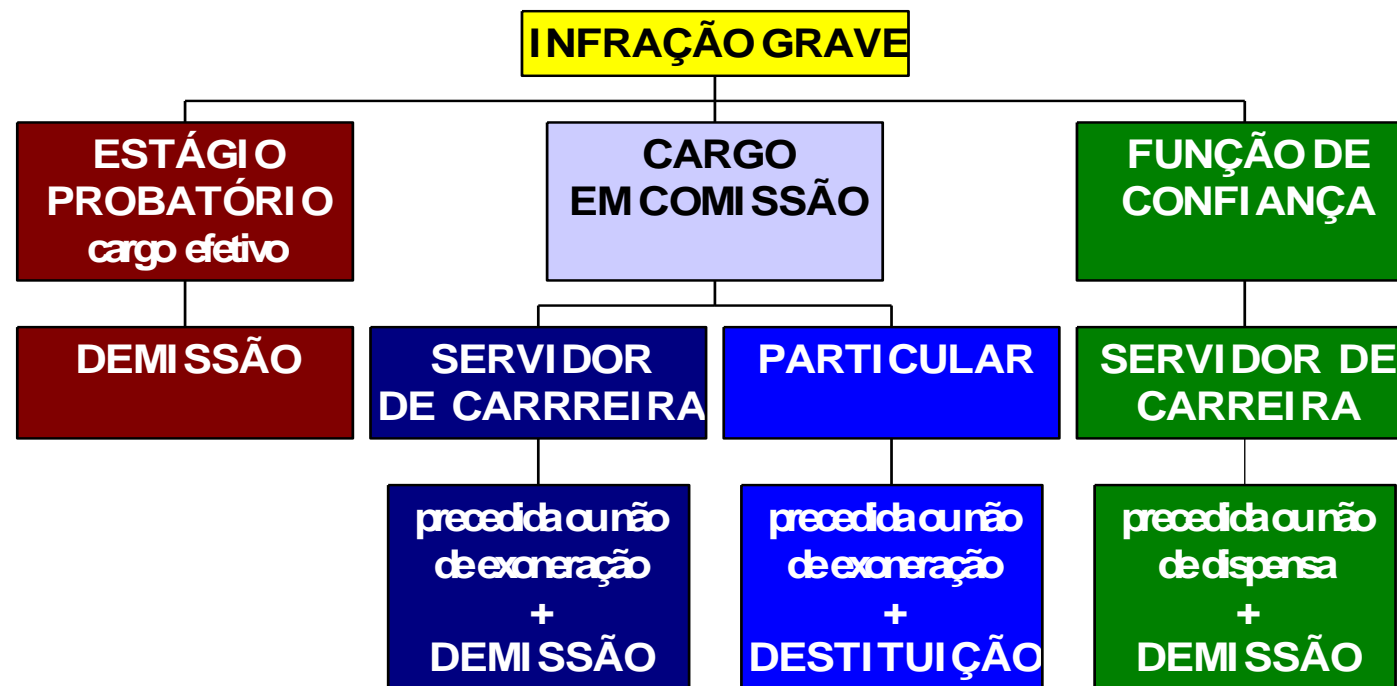 INFRAÇÃO GRAVE
ESTÁGIO
PROBATÓRIO
cargo efetivo
CARGO
EM COMISSÃO
FUNÇÃO DE
CONFIANÇA
DEMISSÃO
SERVIDOR
DE CARRREIRA
PARTICULAR
SERVIDOR DE
CARREIRA
precedida ou não
de exoneração
+
DEMISSÃO
precedida ou não
de exoneração
+
DESTITUIÇÃO
precedida ou não
de dispensa
+
DEMISSÃO